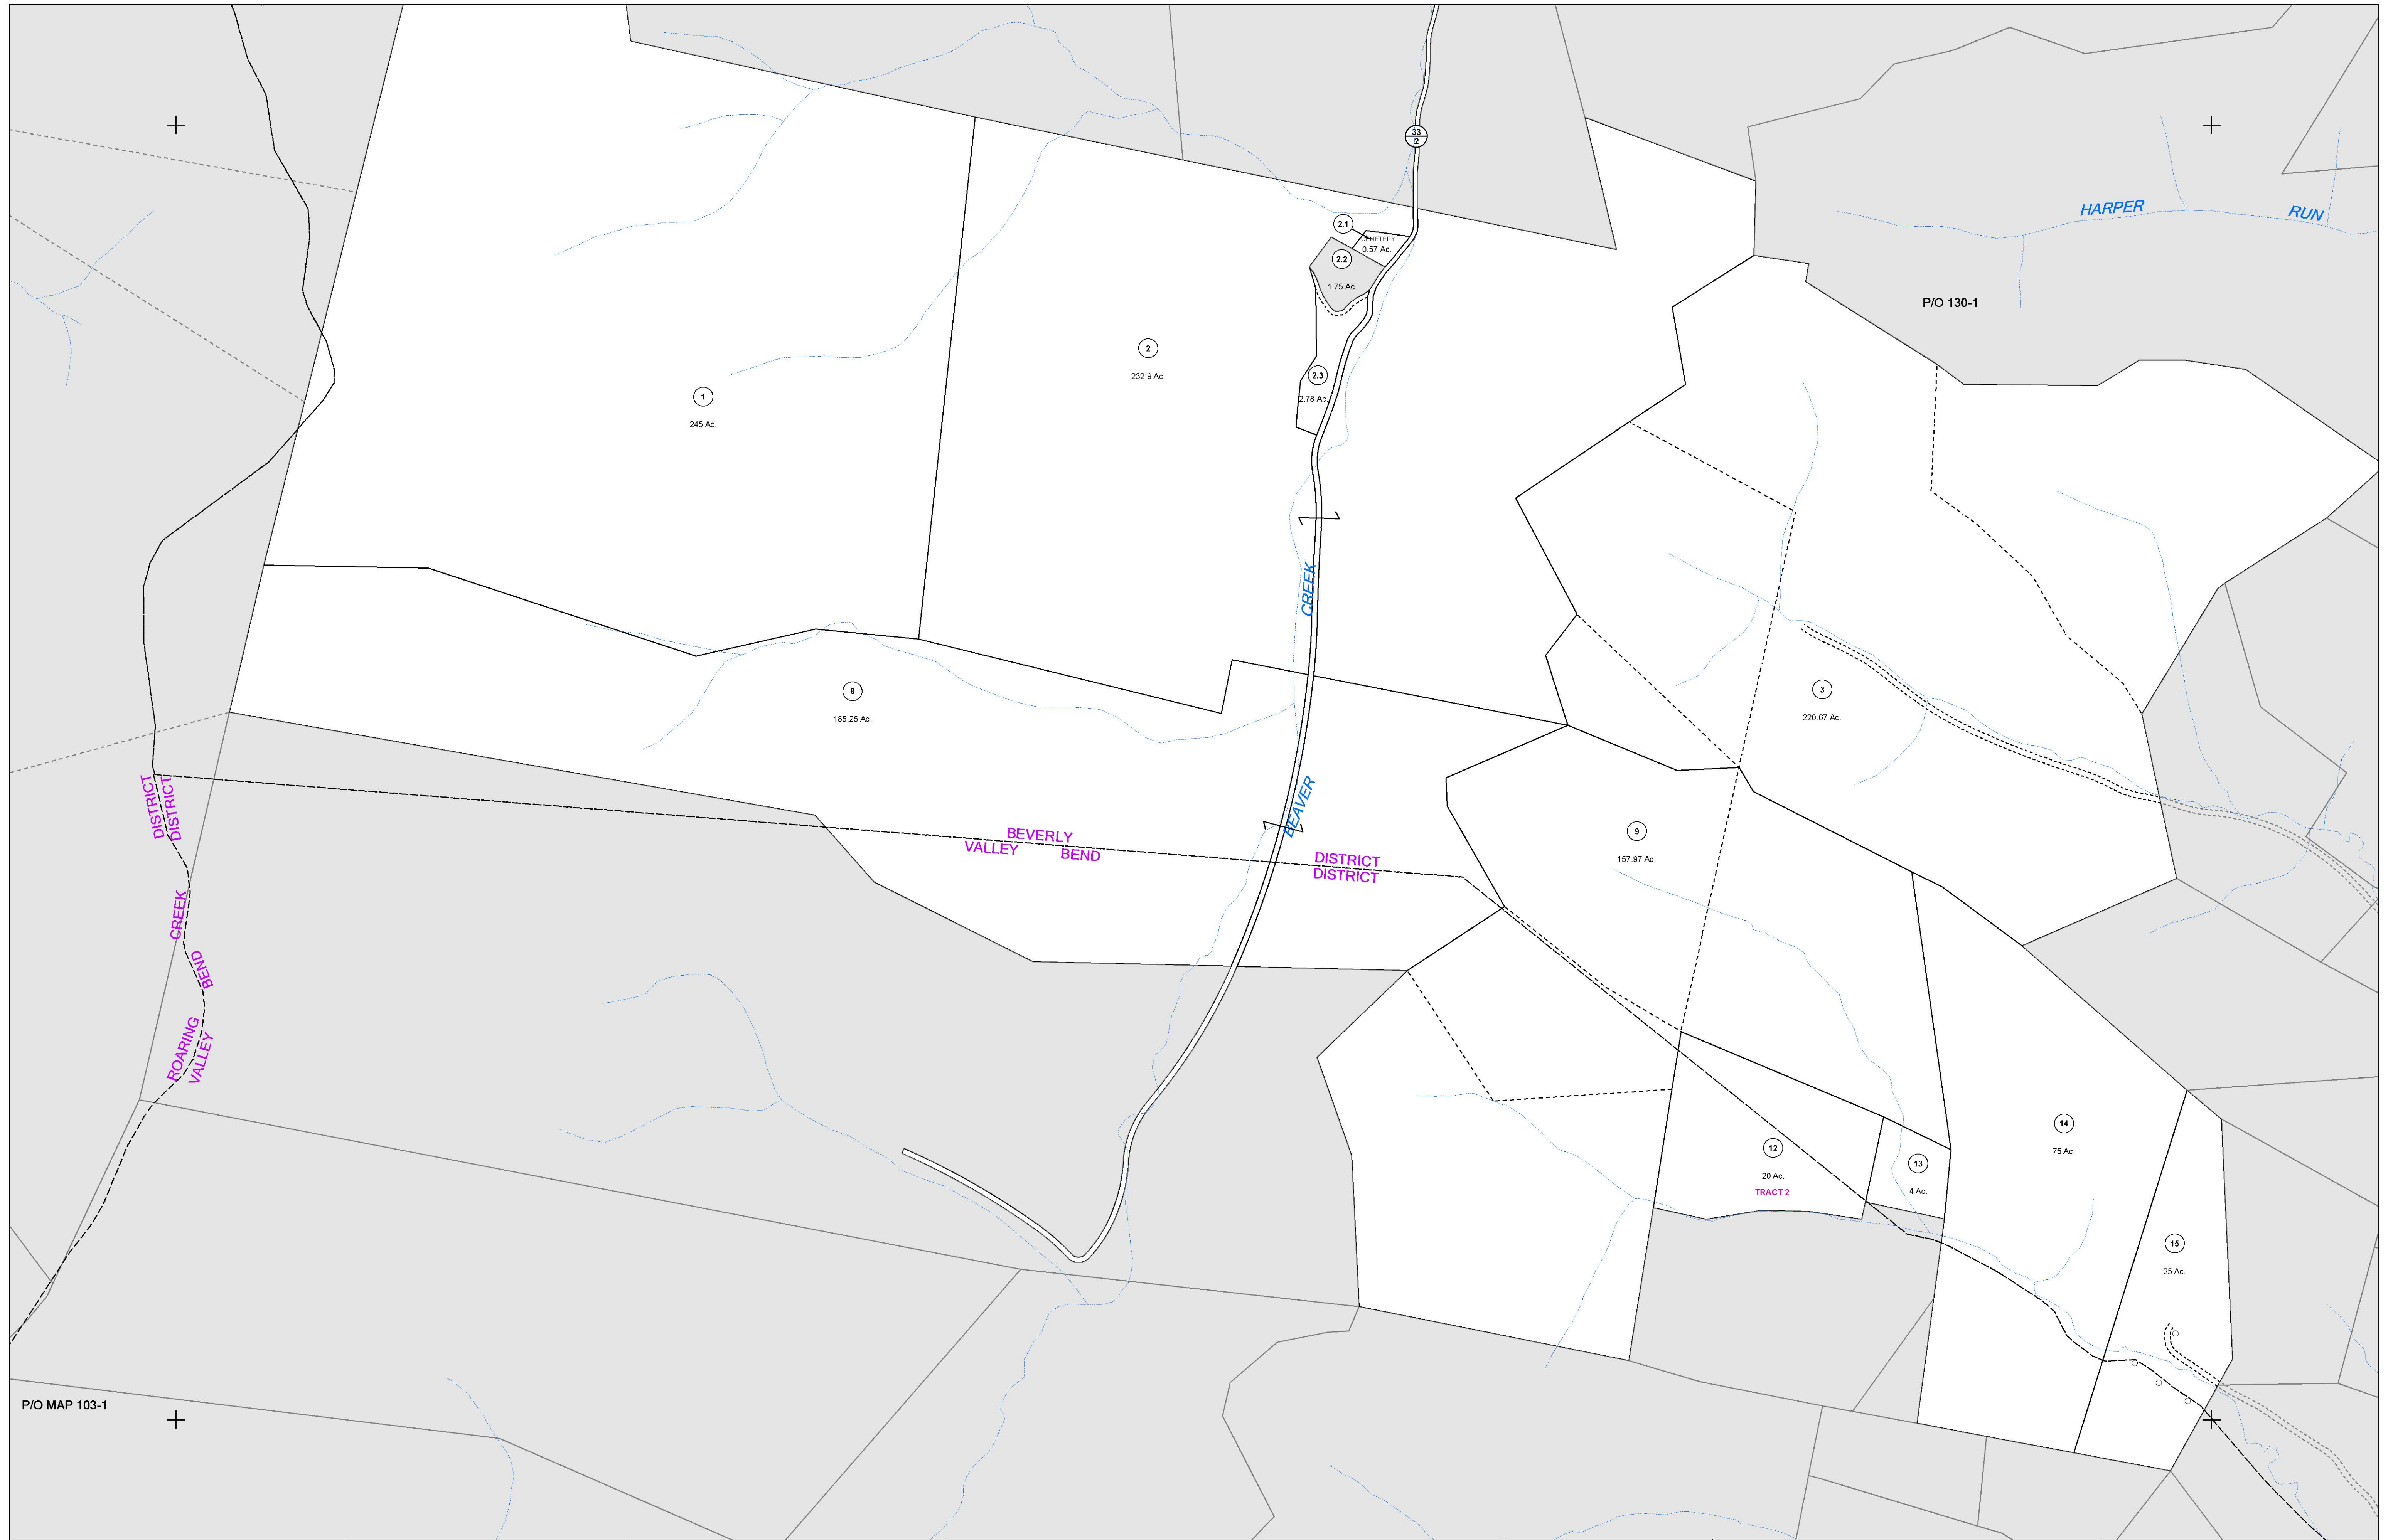 33
2
HARPER RUN
2.1
CEMETERY
0.57 Ac.
2.2
1.75 Ac.
P/O 130-1
2
232.9 Ac.
2.3
2.78 Ac.
1
245 Ac.
CREEK
8
185.25 Ac.
3
220.67 Ac.
BEAVER
DISTRICT
DISTRICT
BEVERLY DISTRICT
VALLEY BEND DISTRICT
9
157.97 Ac.
CREEK
BEND
ROARING
VALLEY
12
20 Ac.
TRACT 2
13
4 Ac.
14
75 Ac.
15
25 Ac.
P/O MAP 103-1